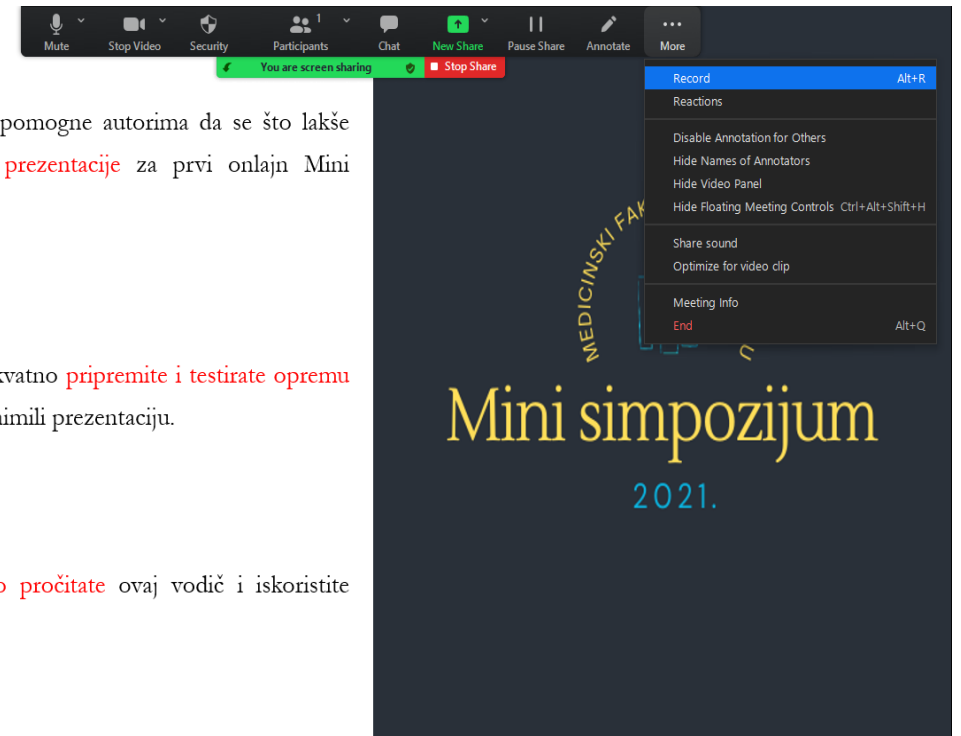 1
Mute Stop Video Security Participants Chat New Share Pause Share Annotate More
You are screen sharing Stop Share
Record Alt+R
Reactions
Disable Annotation for Others
Hide Names of Annotators
Hide Video Panel
Hide Floating Meeting Controls Ctrl+Alt+Shift+H
Share sound
Optimize for video clip
Meeting Info
End Alt+Q
pomogne autorima da se što lakše
prezentacije za prvi onlajn Mini
pripremite i testirate opremu
prezentaciju.
pročitate ovaj vodič i iskoristite
MEDICINSKI
Mini simpozijum
2021.